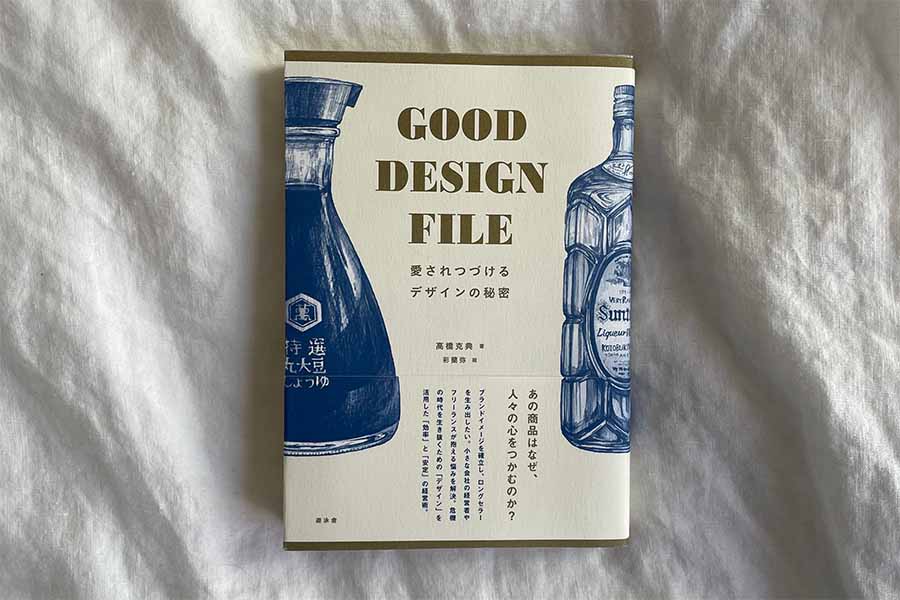 GOOD
DESIGN
FILE
愛されつづける
デザインの秘密
高橋克典 著
彩蘭弥 絵
特選
丸大豆
しょうゆ
VERY RARE
Sunt
Liqueur
KOTOBUKIYA
あの商品はなぜ、
人々の心をつかむのか？
ブランドイメージを確立し、ロングセラー
を生み出したい。小さな会社の経営者や
フリーランスが抱える悩みを解決。危機
の時代を生き抜くための「デザイン」を
活用した「効率」と「安定」の経営術。
遊泳舎